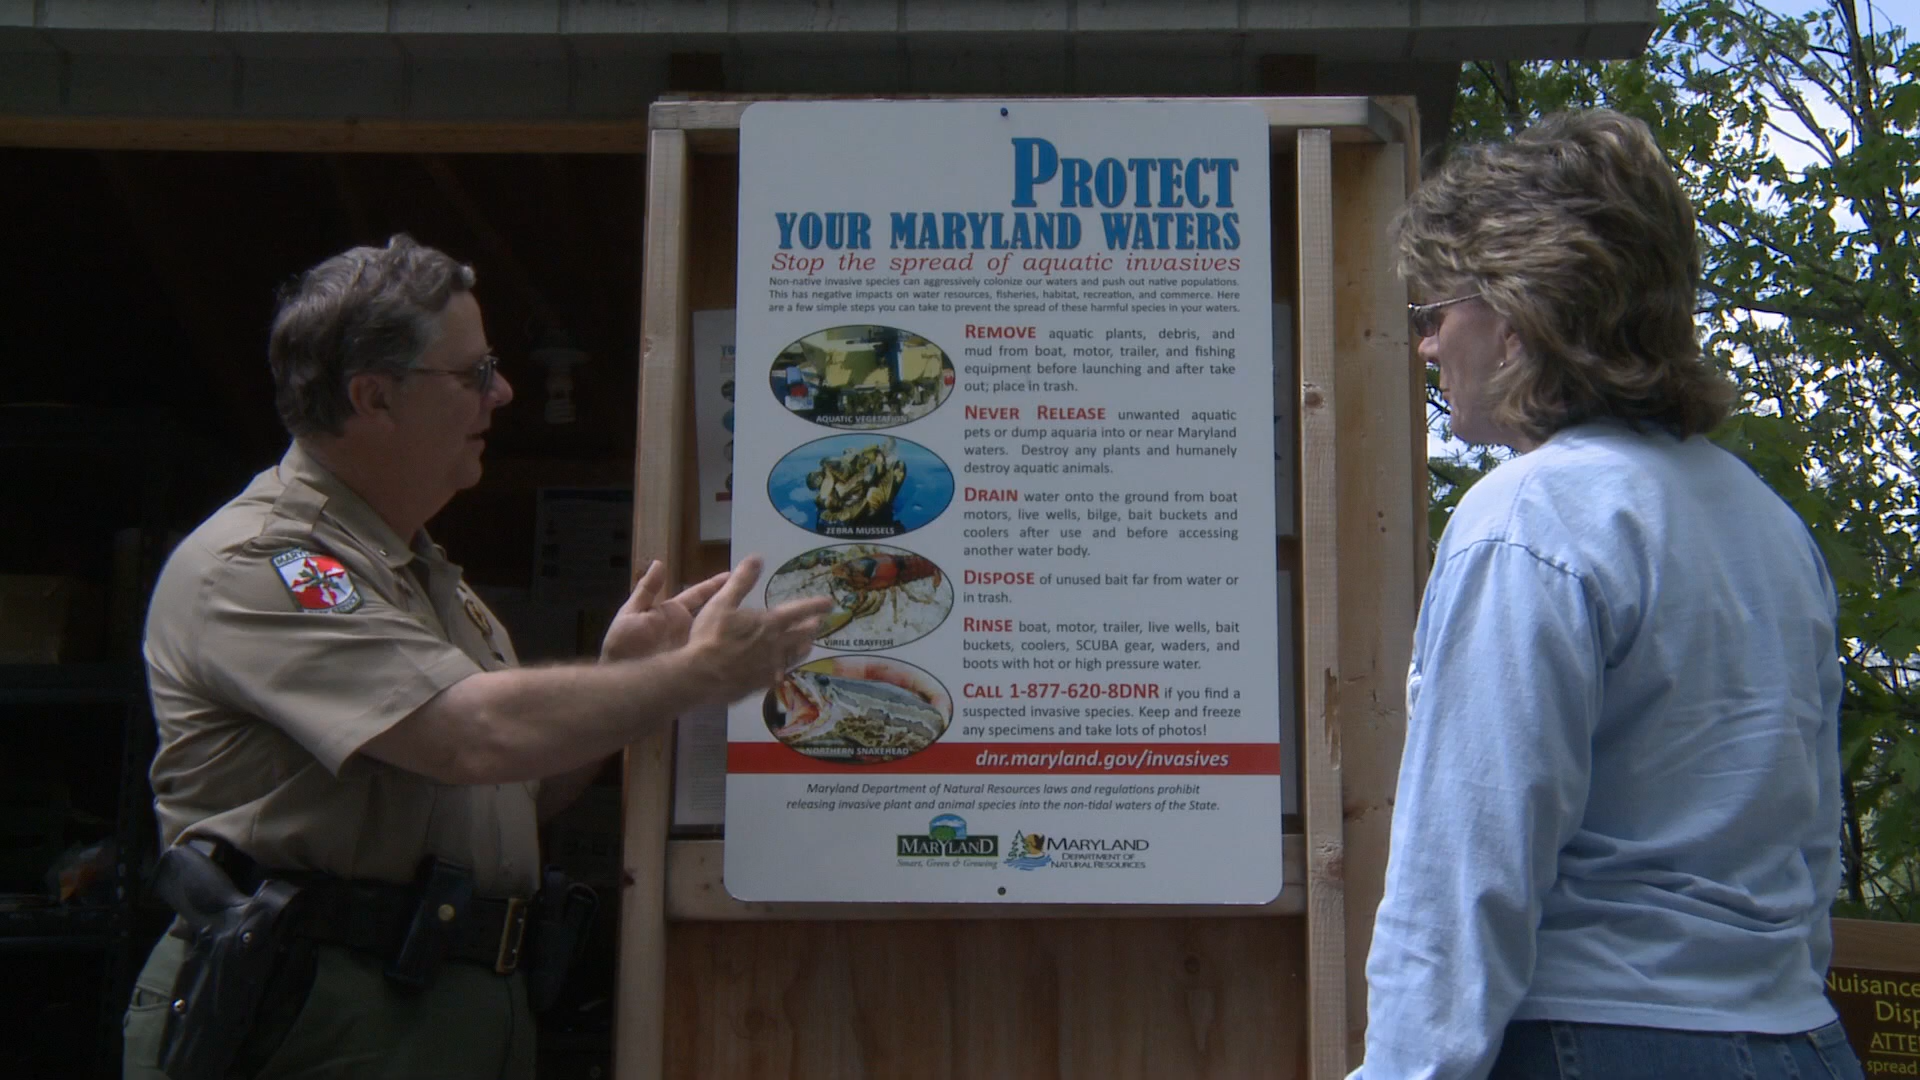 PROTECT
YOUR MARYLAND WATERS
Stop the spread of aquatic invasives
Non-native invasive species can aggressively colonize our waters and push out native populations.
This has negative impacts on water resources, fisheries, habitat, recreation, and commerce. Here
are a few simple steps you can take to prevent the spread of these harmful species in your waters.
AQUATIC VEGETATION
ZEBRA MUSSELS
VIRILE CRAYFISH
NORTHERN SNAKEHEAD
REMOVE aquatic plants, debris, and
mud from boat, motor, trailer, and fishing
equipment before launching and after take
out; place in trash.
NEVER RELEASE unwanted aquatic
pets or dump aquaria into or near Maryland
waters. Destroy any plants and humanely
destroy aquatic animals.
DRAIN water onto the ground from boat
motors, live wells, bilge, bait buckets and
coolers after use and before accessing
another water body.
DISPOSE of unused bait far from water or
in trash.
RINSE boat, motor, trailer, live wells, bait
buckets, coolers, SCUBA gear, waders, and
boots with hot or high pressure water.
CALL 1-877-620-8DNR if you find a
suspected invasive species. Keep and freeze
any specimens and take lots of photos!
dnr.maryland.gov/invasives
Maryland Department of Natural Resources laws and regulations prohibit
releasing invasive plant and animal species into the non-tidal waters of the State.
MARYLAND
Smart, Green & Growing
MARYLAND
DEPARTMENT OF
NATURAL RESOURCES
Nuisance
Disp
ATTE
spread